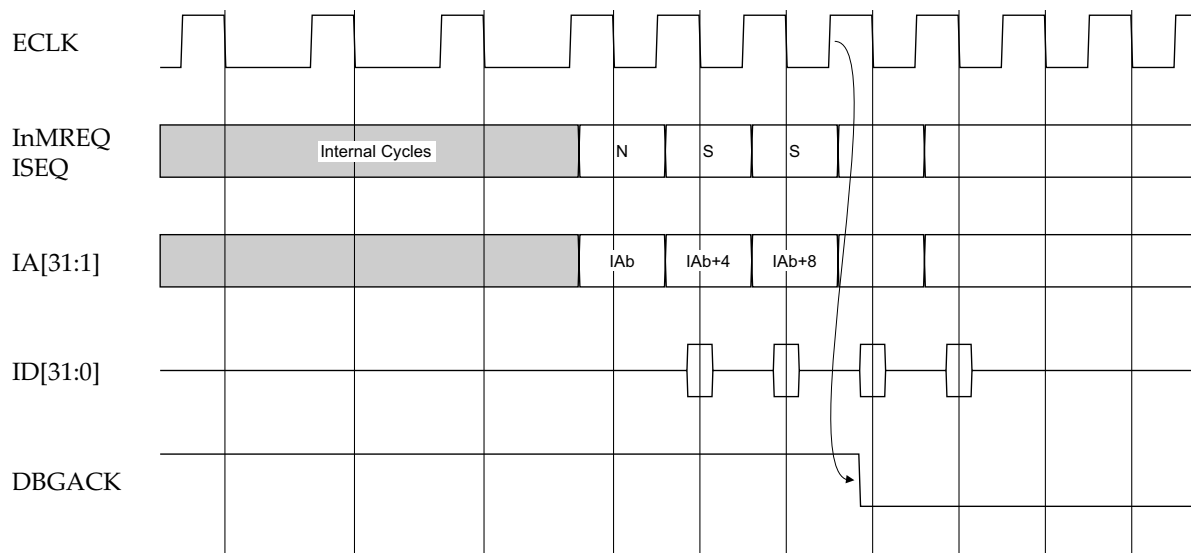 ECLK
InMREQ
ISEQ
Internal Cycles
N
S
S
IA[31:1]
IAb
IAb+4
IAb+8
ID[31:0]
DBGACK